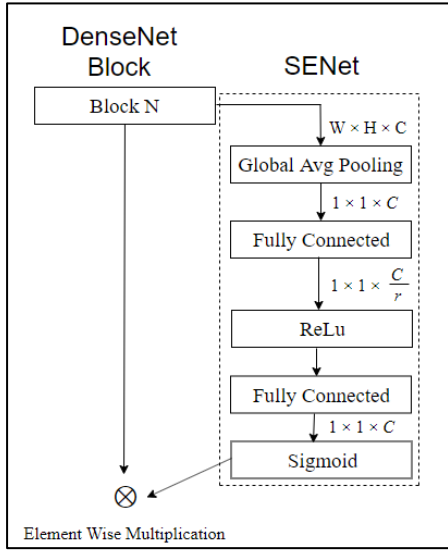 DenseNet
Block
SENet
Block N
W × H × C
Global Avg Pooling
1 × 1 × C
Fully Connected
1 × 1 × C/r
ReLu
Fully Connected
1 × 1 × C
Sigmoid
Element Wise Multiplication